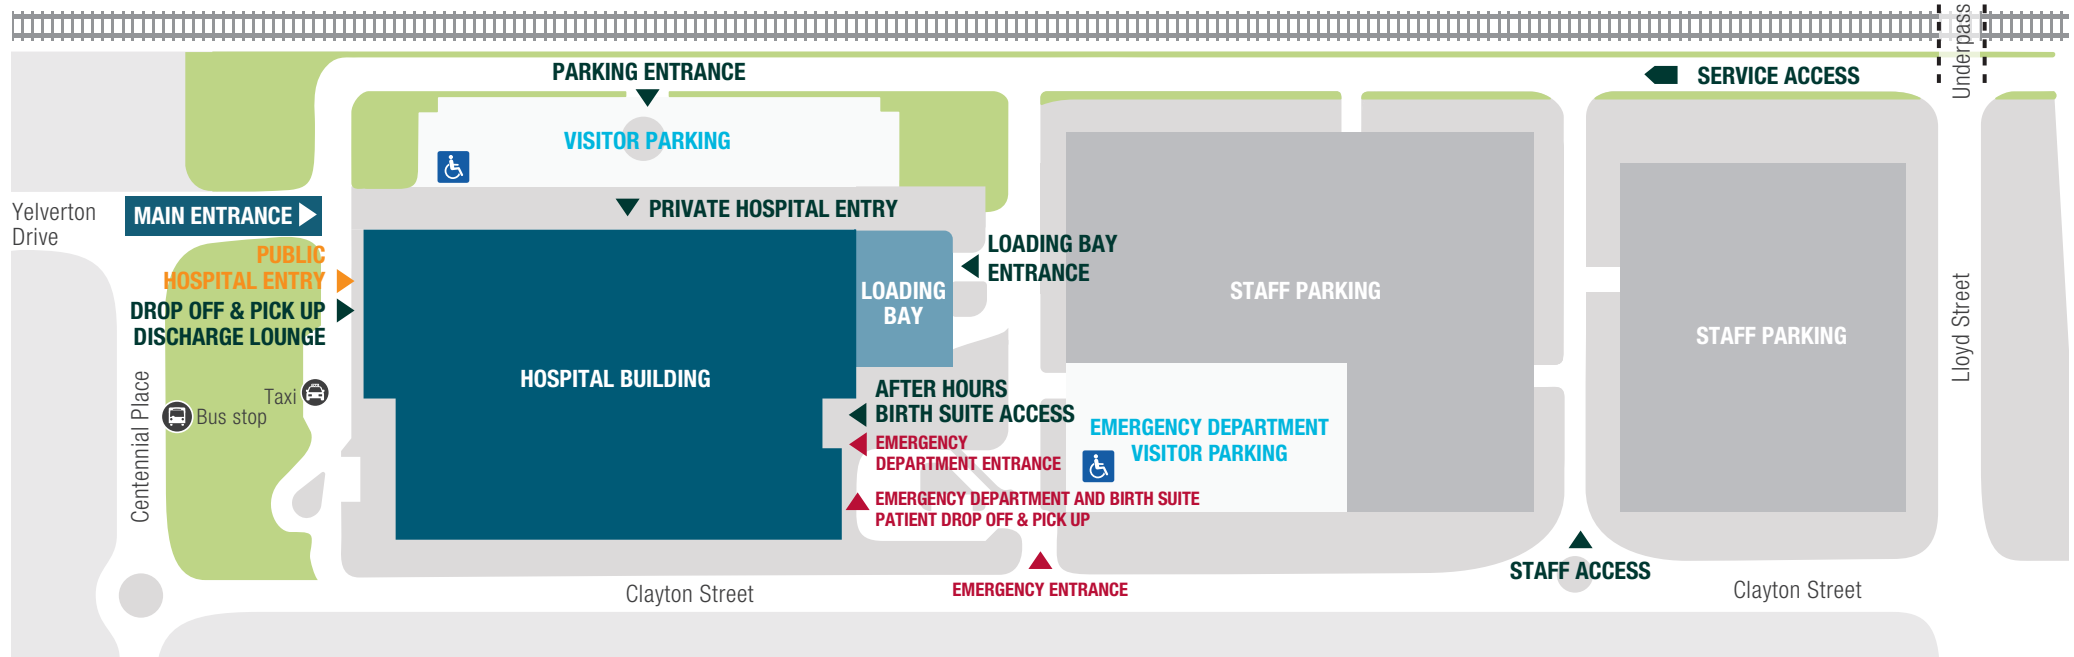 Underpass
PARKING ENTRANCE
SERVICE ACCESS
VISITOR PARKING
Yelverton
Drive
MAIN ENTRANCE
PRIVATE HOSPITAL ENTRY
PUBLIC
HOSPITAL ENTRY
DROP OFF & PICK UP
DISCHARGE LOUNGE
LOADING BAY
ENTRANCE
LOADING
BAY
STAFF PARKING
STAFF PARKING
Lloyd Street
HOSPITAL BUILDING
Centennial Place
Taxi
Bus stop
AFTER HOURS
BIRTH SUITE ACCESS
EMERGENCY
DEPARTMENT ENTRANCE
EMERGENCY DEPARTMENT
VISITOR PARKING
EMERGENCY DEPARTMENT AND BIRTH SUITE
PATIENT DROP OFF & PICK UP
EMERGENCY ENTRANCE
STAFF ACCESS
Clayton Street
Clayton Street